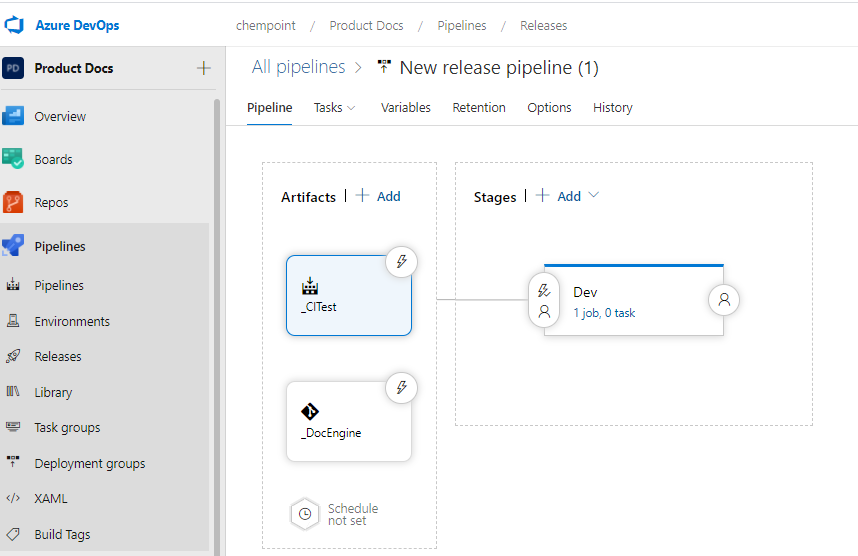 Azure DevOps
chempoint / Product Docs / Pipelines / Releases
PD Product Docs +
Overview
Boards
Repos
Pipelines
Pipelines
Environments
Releases
Library
Task groups
Deployment groups
XAML
Build Tags
All pipelines > New release pipeline (1)
Pipeline Tasks Variables Retention Options History
Artifacts | + Add
_CITest
_DocEngine
Schedule
not set
Stages | + Add
Dev
1 job, 0 task